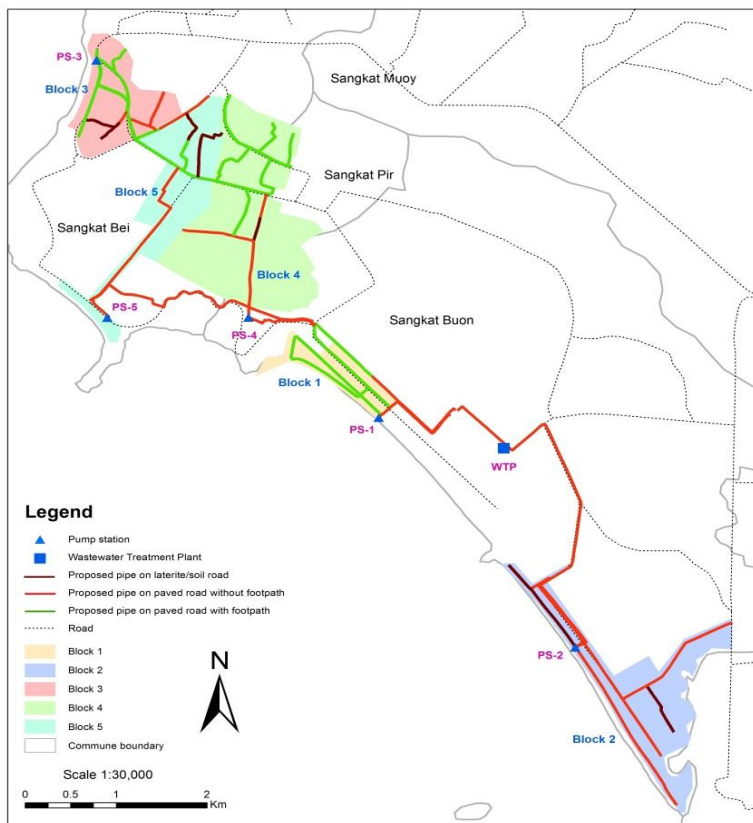 PS-3
Block 3
Sangkat Muoy
Sangkat Pir
Block 5
Sangkat Bei
Block 4
PS-5
PS-4
Sangkat Buon
Block 1
PS-1
WTP
PS-2
Block 2
Legend
Pump station
Wastewater Treatment Plant
Proposed pipe on laterite/soil road
Proposed pipe on paved road without footpath
Proposed pipe on paved road with footpath
Road
Block 1
Block 2
Block 3
Block 4
Block 5
Commune boundary
N
Scale 1:30,000
0 0.5 1 2
Km